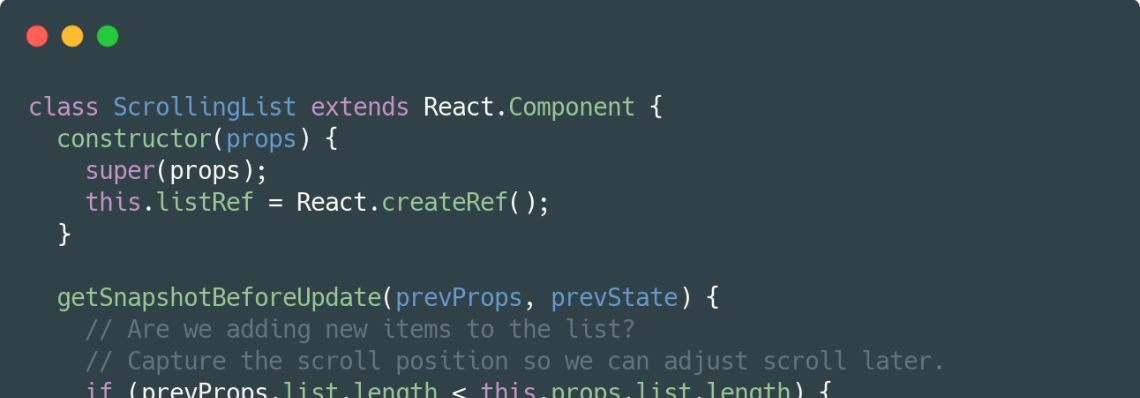 class ScrollingList extends React.Component {
  constructor(props) {
    super(props);
    this.listRef = React.createRef();
  }
  getSnapshotBeforeUpdate(prevProps, prevState) {
    // Are we adding new items to the list?
    // Capture the scroll position so we can adjust scroll later.
    if (prevProps.list.length < this.props.list.length) {